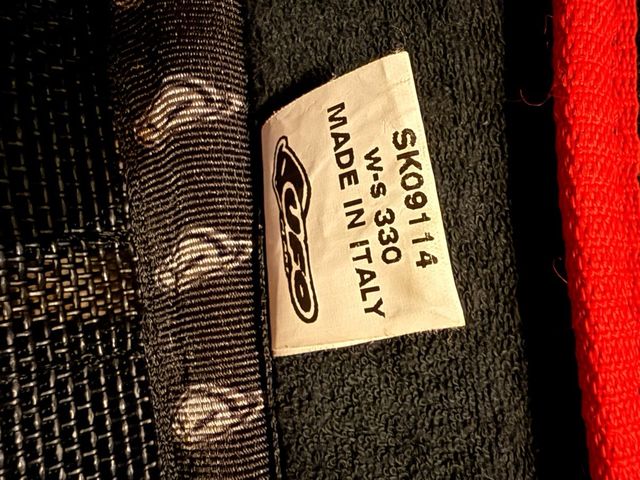 SK09114
W-S 330
MADE IN ITALY
UFO